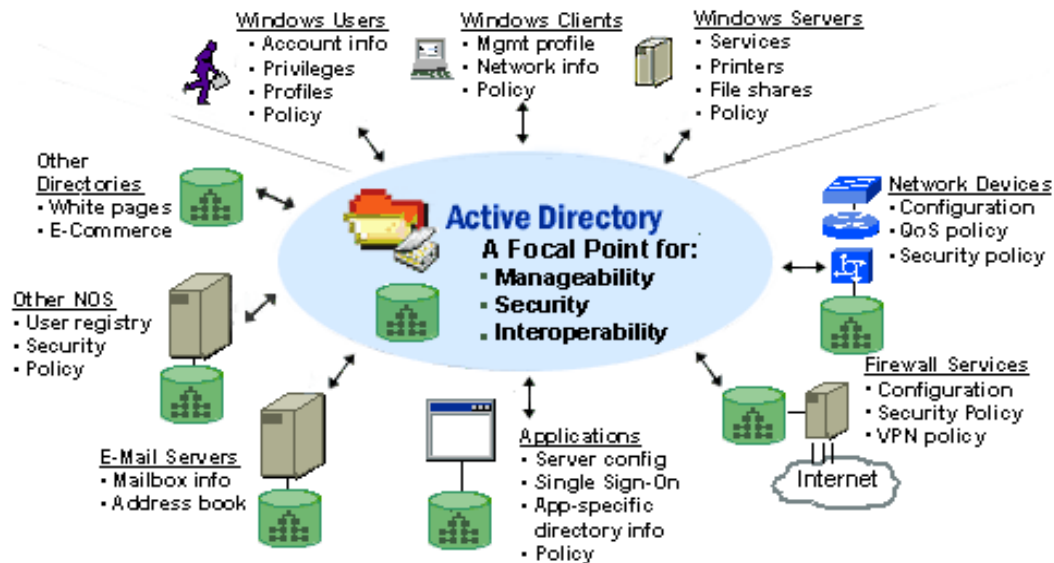 Windows Users
• Account info
• Privileges
• Profiles
• Policy
Windows Clients
• Mgmt profile
• Network info
• Policy
Windows Servers
• Services
• Printers
• File shares
• Policy
Other
Directories
• White pages
• E-Commerce
Active Directory
A Focal Point for:
▪ Manageability
▪ Security
▪ Interoperability
Network Devices
• Configuration
• QoS policy
• Security policy
Other NOS
• User registry
• Security
• Policy
Firewall Services
• Configuration
• Security Policy
• VPN policy
Internet
E-Mail Servers
• Mailbox info
• Address book
Applications
• Server config
• Single Sign-On
• App-specific
directory info
• Policy